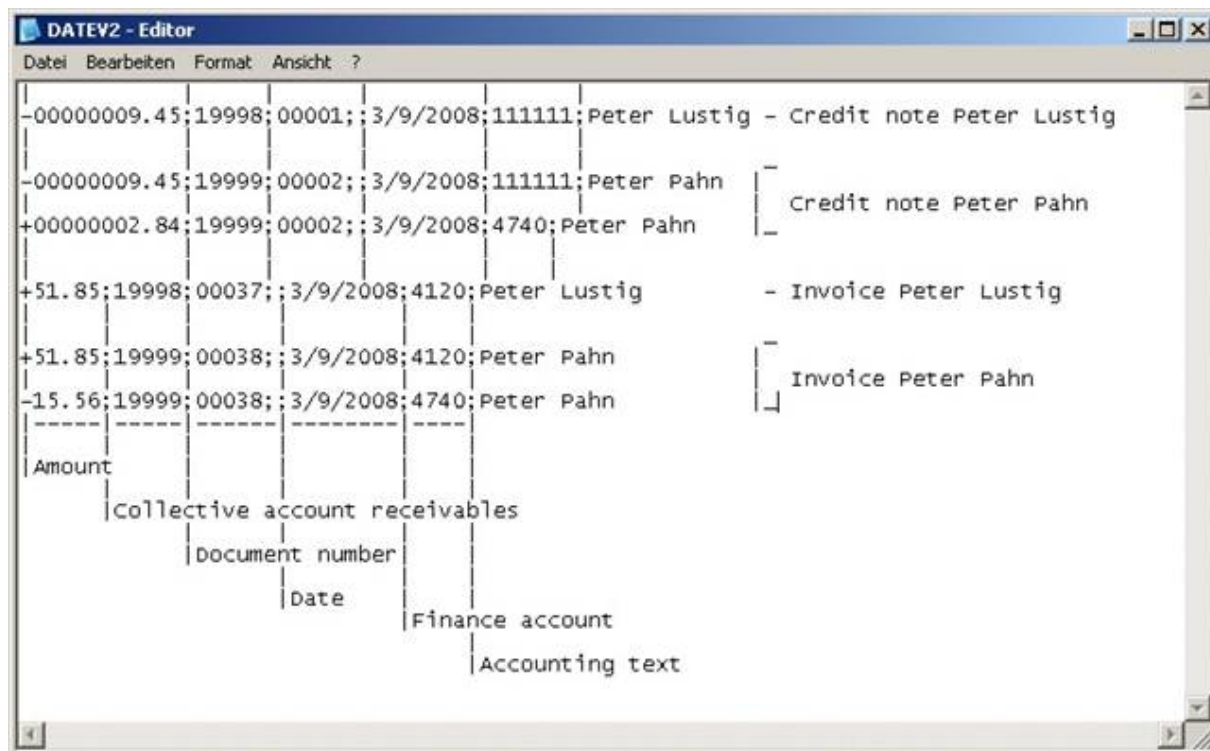 DATEV2 - Editor
Datei Bearbeiten Format Ansicht ?
-00000009.45;19998;00001;;3/9/2008;111111;Peter Lustig - Credit note Peter Lustig
-00000009.45;19999;00002;;3/9/2008;111111;Peter Pahn
Credit note Peter Pahn
+00000002.84;19999;00002;;3/9/2008;4740;Peter Pahn
+51.85;19998;00037;;3/9/2008;4120;Peter Lustig - Invoice Peter Lustig
+51.85;19999;00038;;3/9/2008;4120;Peter Pahn
Invoice Peter Pahn
-15.56;19999;00038;;3/9/2008;4740;Peter Pahn
|-----|-----|------|--------|----|
|Amount
|Collective account receivables
|Document number
|Date
|Finance account
|Accounting text